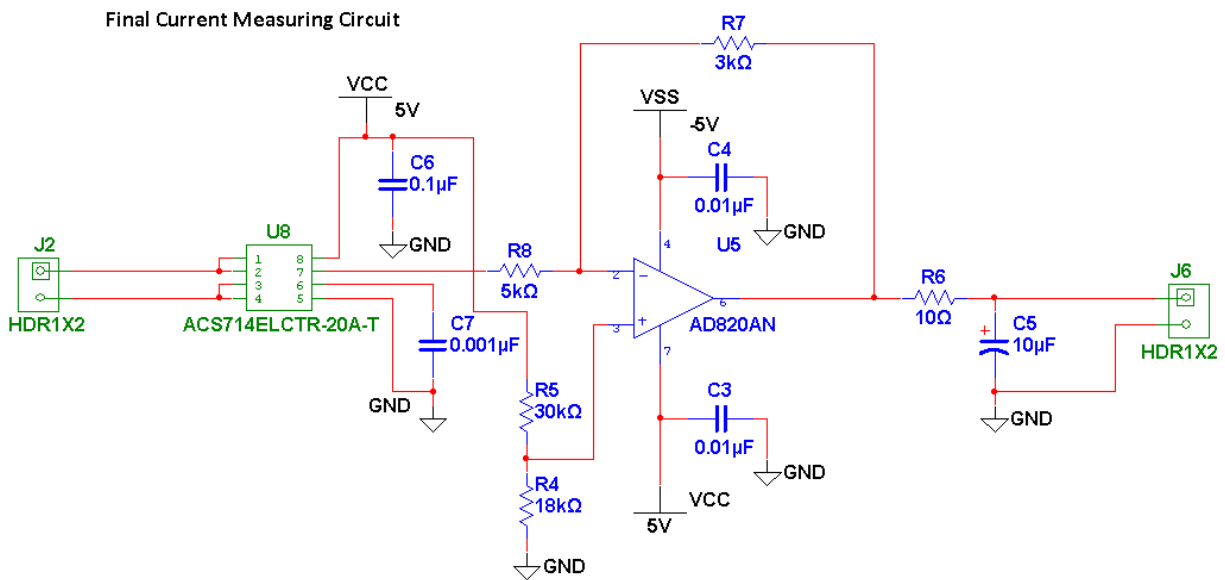 Final Current Measuring Circuit
R7
3kΩ
VCC
5V
VSS
-5V
C6
0.1µF
C4
0.01µF
GND
GND
U8
J2
1
2
3
4
8
7
6
5
HDR1X2
ACS714ELCTR-20A-T
R8
5kΩ
C7
0.001µF
U5
4
2
3
6
7
−
+
AD820AN
R6
10Ω
J6
HDR1X2
+
C5
10µF
GND
GND
R5
30kΩ
C3
0.01µF
GND
R4
18kΩ
VCC
5V
GND